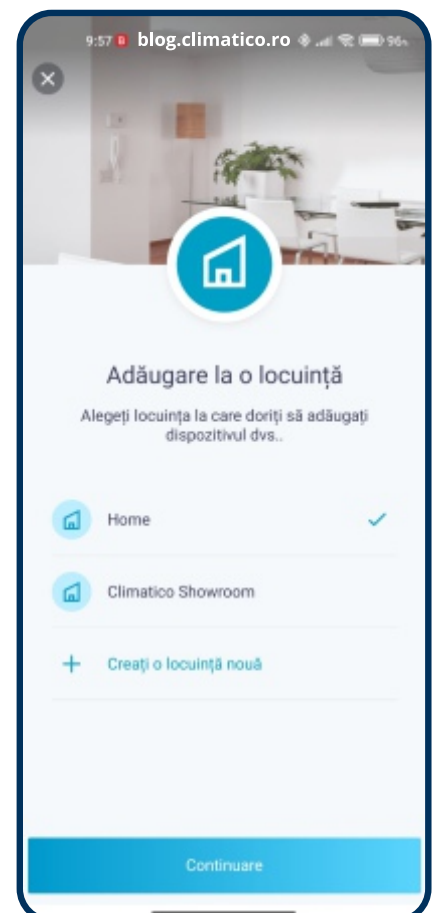 9:57 blog.climatico.ro 96%
Adăugare la o locuință
Alegeți locuința la care doriți să adăugați
dispozitivul dvs..
Home
Climatico Showroom
Creați o locuință nouă
Continuare